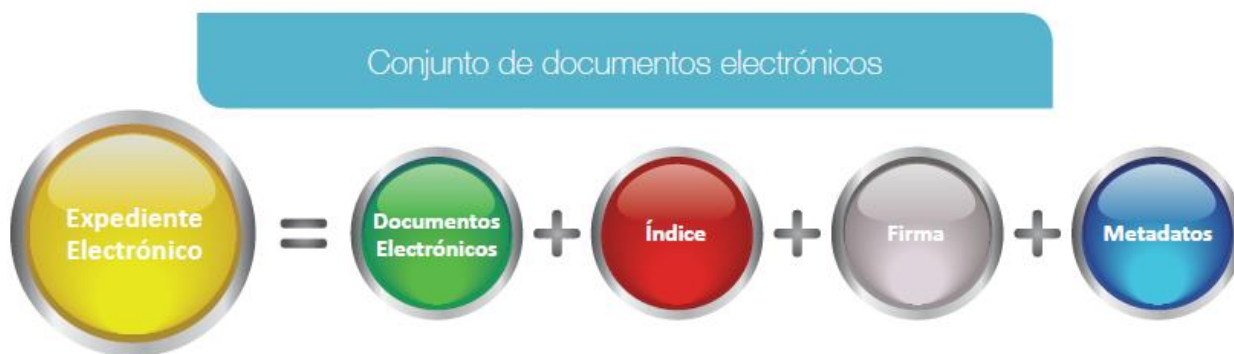 Conjunto de documentos electrónicos
Expediente
Electrónico
=
Documentos
Electrónicos
+
Índice
+
Firma
+
Metadatos